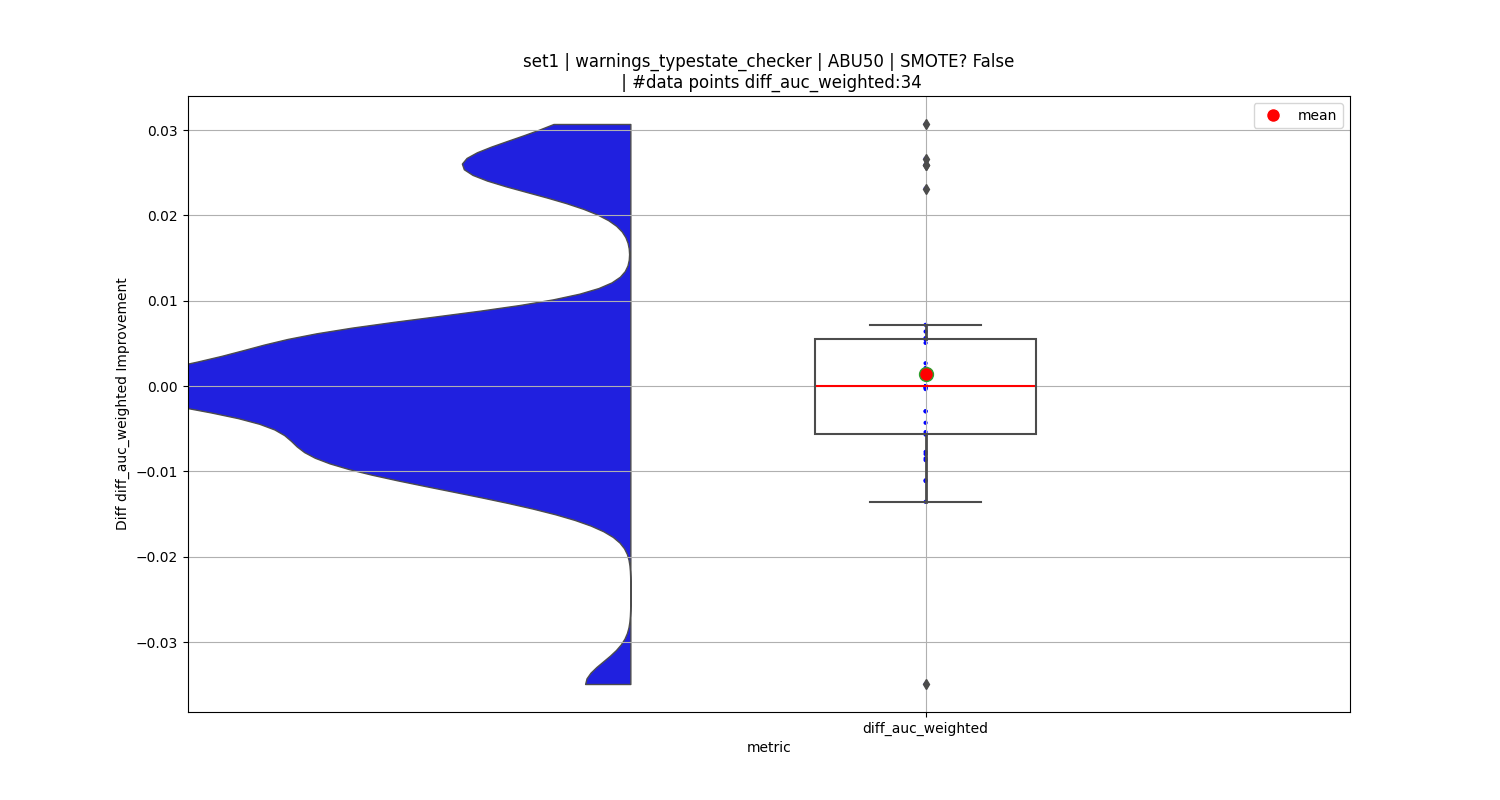 set1 | warnings_typestate_checker | ABU50 | SMOTE? False
| #data points diff_auc_weighted:34
mean
0.03
0.02
0.01
0.00
−0.01
−0.02
−0.03
Diff diff_auc_weighted Improvement
diff_auc_weighted
metric